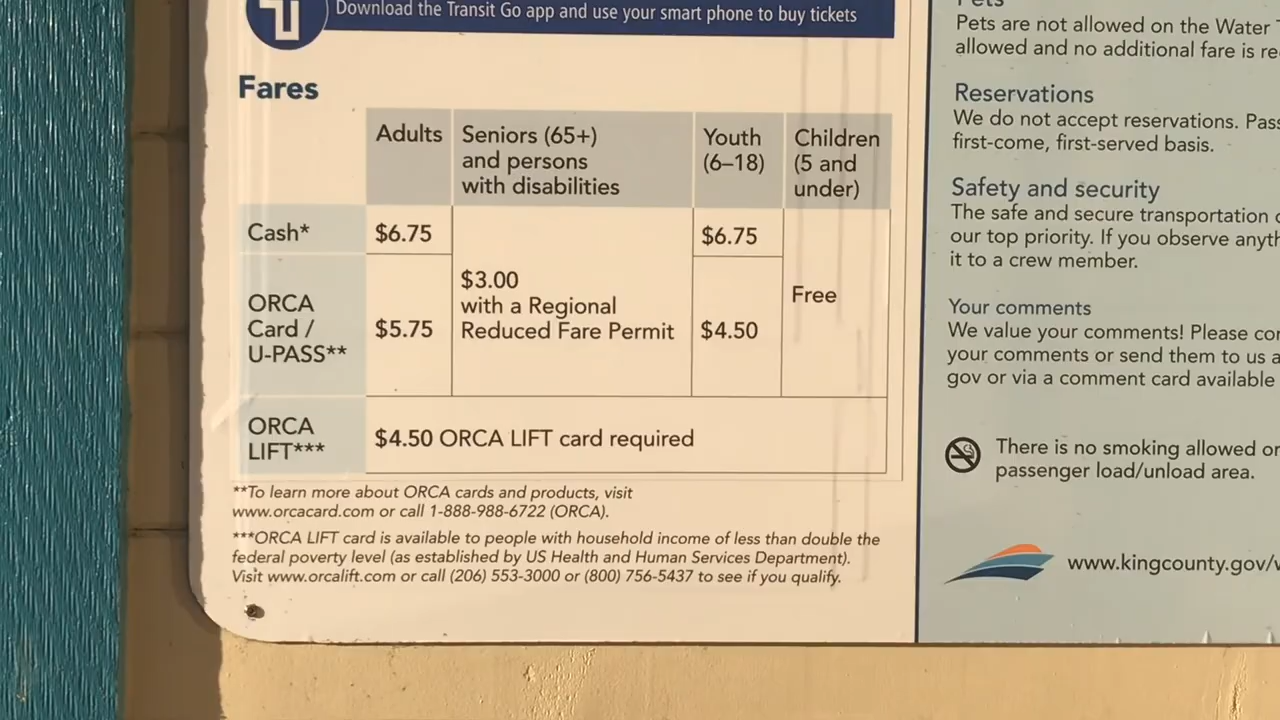 Download the Transit Go app and use your smart phone to buy tickets
Fares
Adults
Seniors (65+)
and persons
with disabilities
Youth
(6–18)
Children
(5 and
under)
Cash*
$6.75
$6.75
$3.00
with a Regional
Reduced Fare Permit
Free
ORCA
Card /
U-PASS**
$5.75
$4.50
ORCA
LIFT***
$4.50 ORCA LIFT card required
**To learn more about ORCA cards and products, visit
www.orcacard.com or call 1-888-988-6722 (ORCA).
***ORCA LIFT card is available to people with household income of less than double the
federal poverty level (as established by US Health and Human Services Department).
Visit www.orcalift.com or call (206) 553-3000 or (800) 756-5437 to see if you qualify.
Pets
Pets are not allowed on the Water
allowed and no additional fare is
Reservations
We do not accept reservations.
first-come, first-served basis.
Safety and security
The safe and secure transportation
our top priority. If you observe
it to a crew member.
Your comments
We value your comments! Please
your comments or send them to us
gov or via a comment card available
There is no smoking allowed
passenger load/unload area.
www.kingcounty.gov/